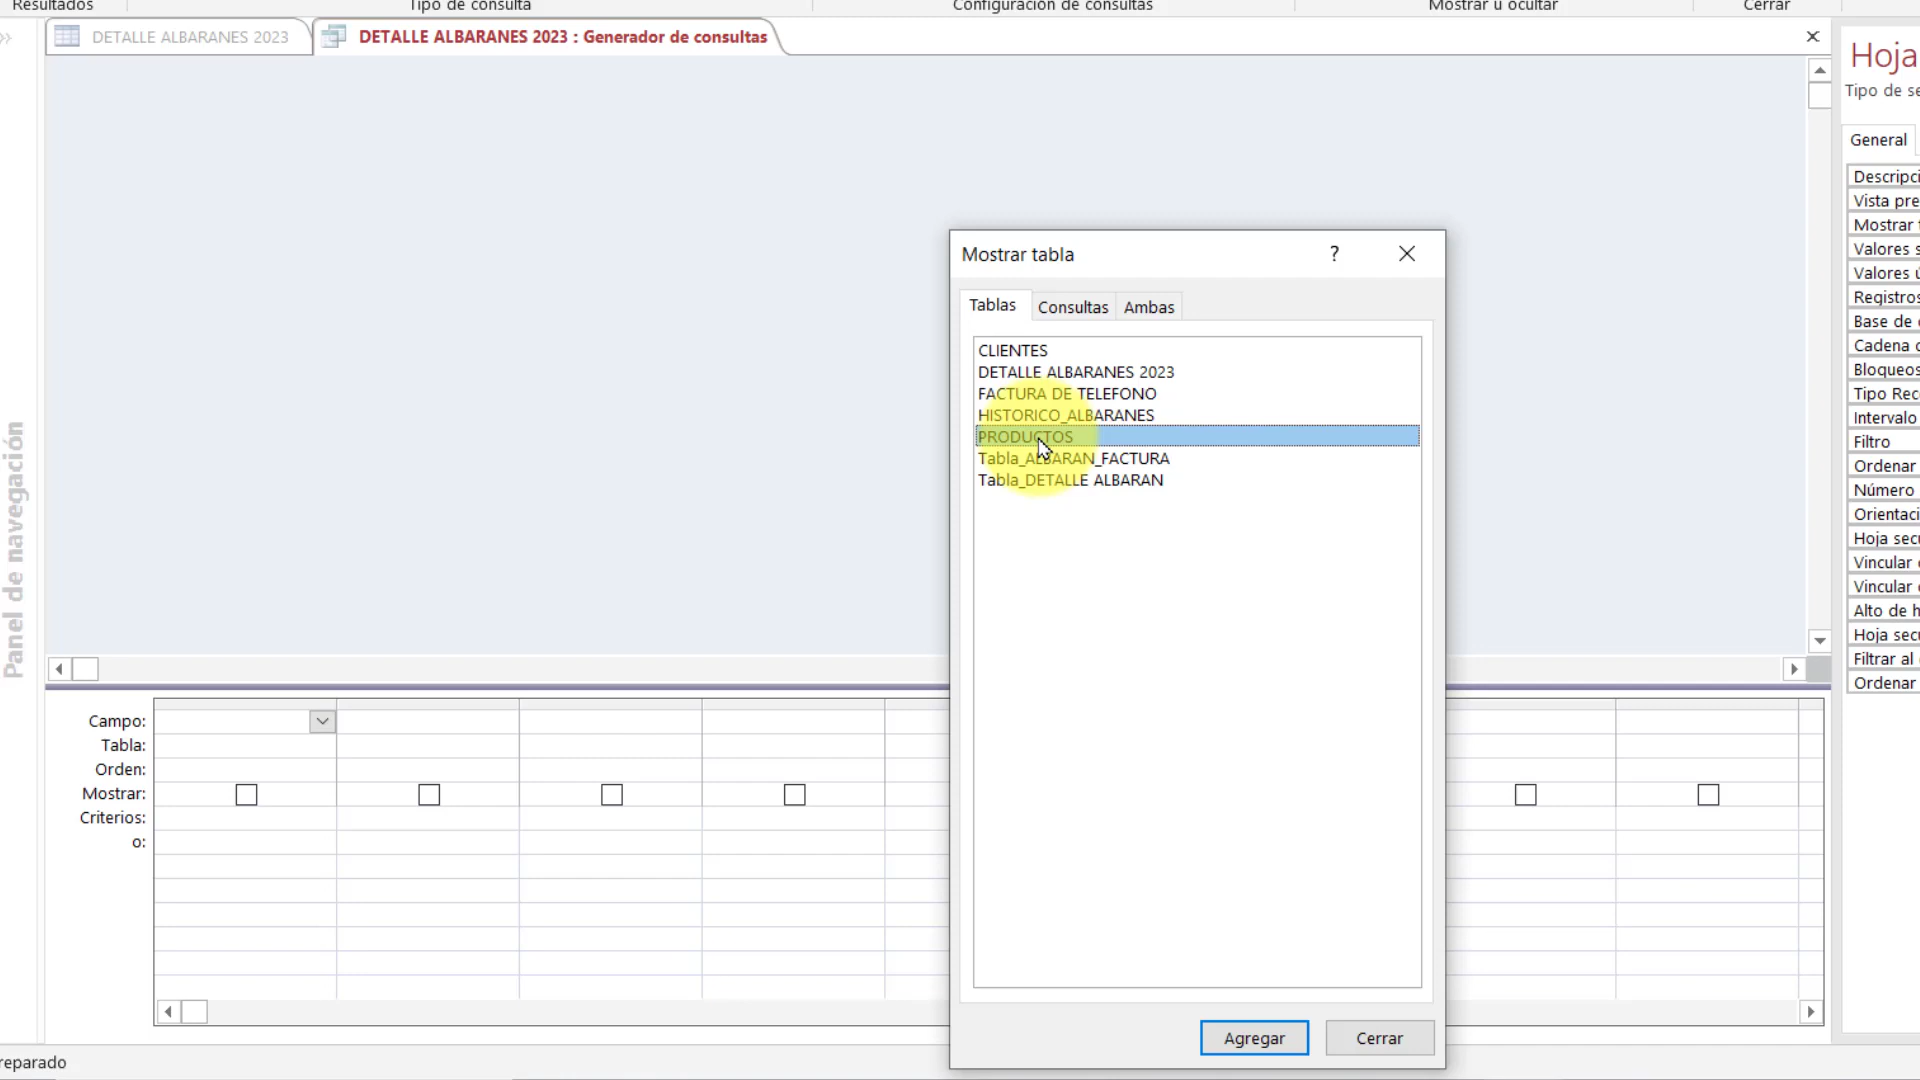 Resultados
Tipo de consulta
Configuración de consultas
Mostrar u ocultar
Cerrar
DETALLE ALBARANES 2023
DETALLE ALBARANES 2023 : Generador de consultas
Panel de navegación
Mostrar tabla
?
Tablas
Consultas
Ambas
CLIENTES
DETALLE ALBARANES 2023
FACTURA DE TELEFONO
HISTORICO_ALBARANES
PRODUCTOS
Tabla_ALBARAN_FACTURA
Tabla_DETALLE ALBARAN
Agregar
Cerrar
Campo:
Tabla:
Orden:
Mostrar:
Criterios:
o:
reparado
Hoja
Tipo de se
General
Descripci
Vista pre
Mostrar t
Valores s
Valores ú
Registros
Base de
Cadena
Bloqueos
Tipo Rec
Intervalo
Filtro
Ordenar
Número
Orientaci
Hoja secu
Vincular
Vincular
Alto de h
Hoja secu
Filtrar al
Ordenar